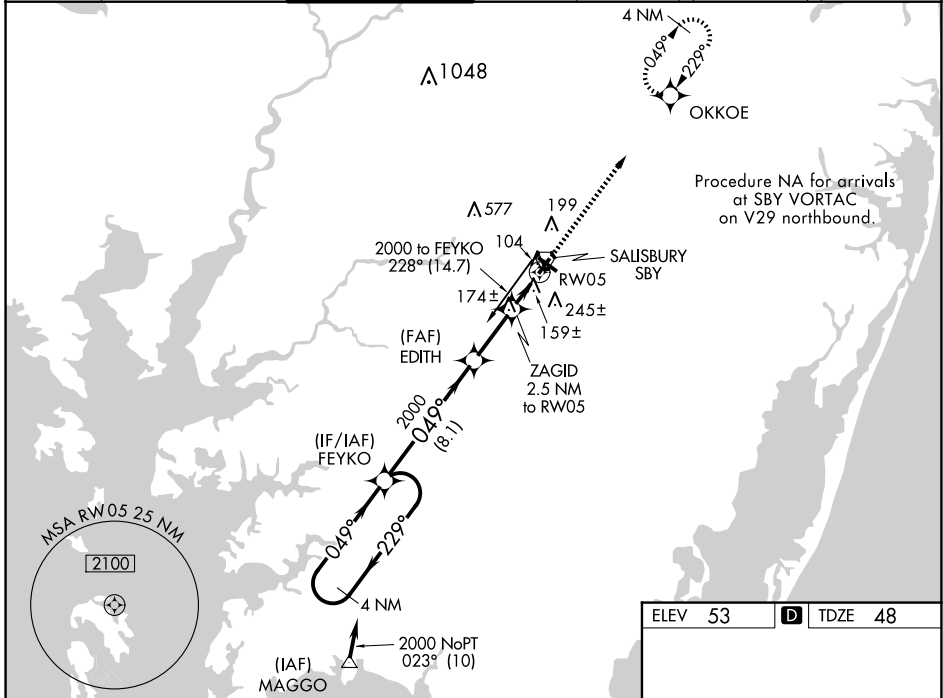 4 NM
049°
229°
1048
OKKOE
Procedure NA for arrivals
at SBY VORTAC
on V29 northbound.
577
199
2000 to FEYKO
228° (14.7)
104
SALISBURY
SBY
RW05
174±
245±
159±
(FAF)
EDITH
ZAGID
2.5 NM
to RW05
2000
049°
(8.1)
(IF/IAF)
FEYKO
MSA RW05 25 NM
2100
049°
229°
4 NM
2000 NoPT
023° (10)
(IAF)
MAGGO
ELEV 53 D TDZE 48